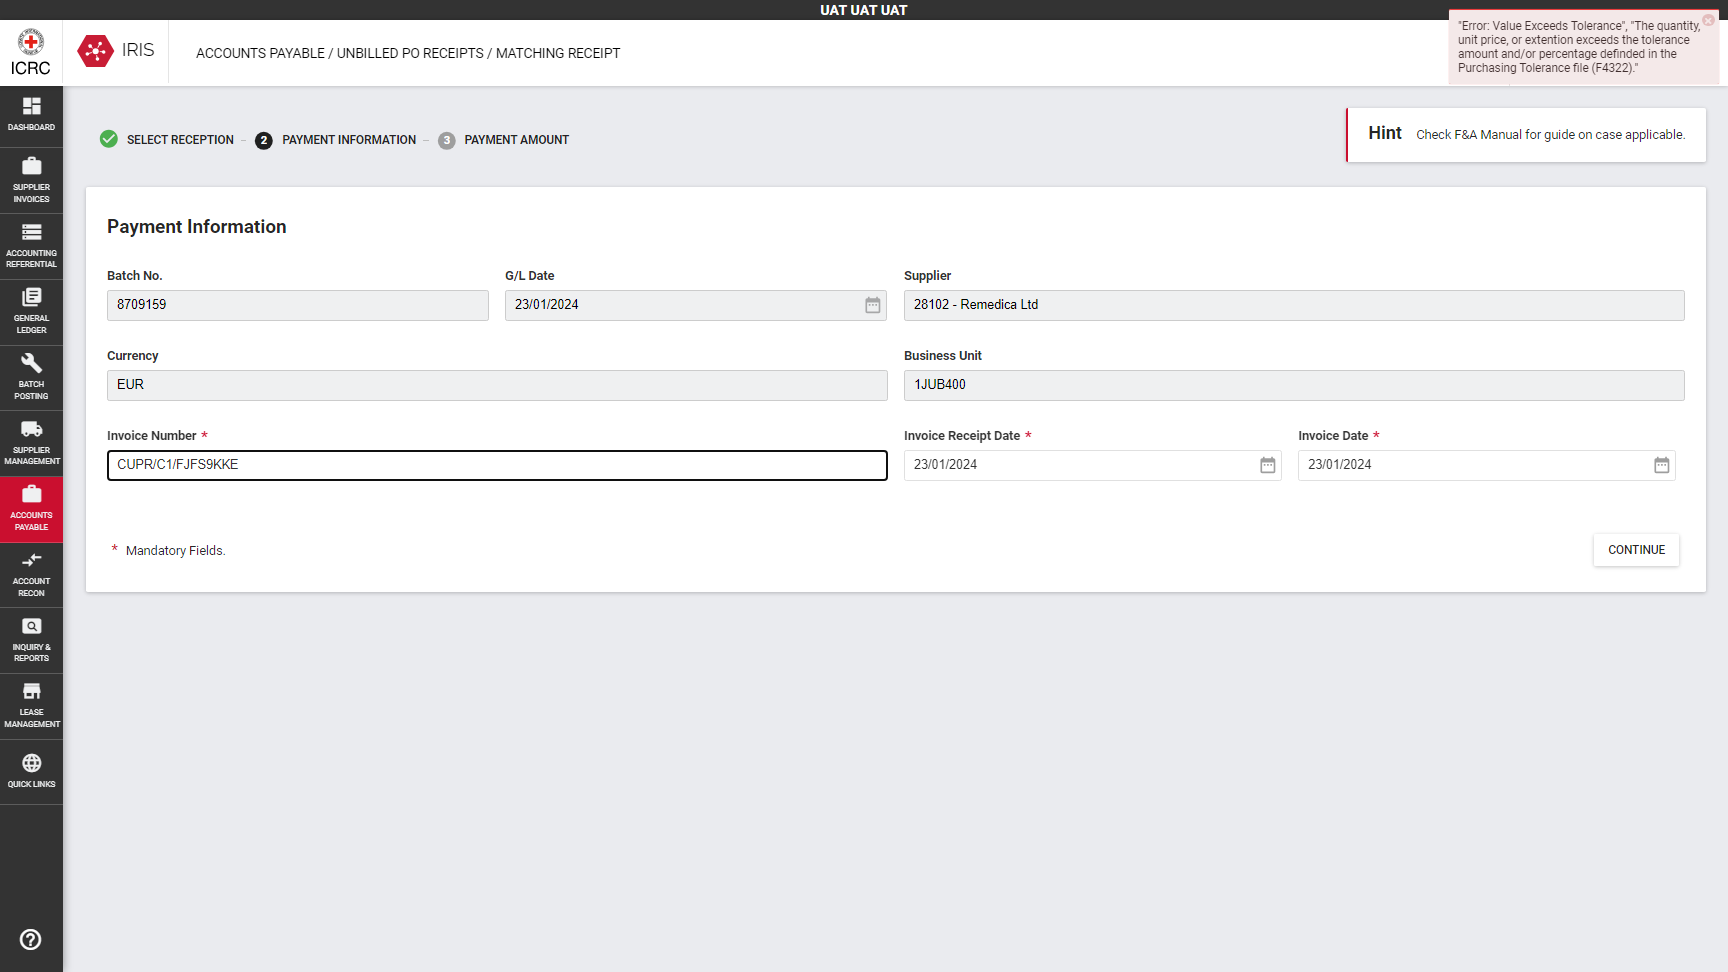 UAT UAT UAT
ICRC
IRIS
ACCOUNTS PAYABLE / UNBILLED PO RECEIPTS / MATCHING RECEIPT
"Error: Value Exceeds Tolerance", "The quantity,
unit price, or extention exceeds the tolerance
amount and/or percentage definded in the
Purchasing Tolerance file (F4322)."
DASHBOARD
SUPPLIER
INVOICES
ACCOUNTING
REFERENTIAL
GENERAL
LEDGER
BATCH
POSTING
SUPPLIER
MANAGEMENT
ACCOUNTS
PAYABLE
ACCOUNT
RECON
INQUIRY &
REPORTS
LEASE
MANAGEMENT
QUICK LINKS
SELECT RECEPTION – 2 PAYMENT INFORMATION – 3 PAYMENT AMOUNT
Hint Check F&A Manual for guide on case applicable.
Payment Information
Batch No. G/L Date Supplier
8709159 23/01/2024 28102 - Remedica Ltd
Currency Business Unit
EUR 1JUB400
Invoice Number * Invoice Receipt Date * Invoice Date *
CUPR/C1/FJFS9KKE 23/01/2024 23/01/2024
* Mandatory Fields.
CONTINUE